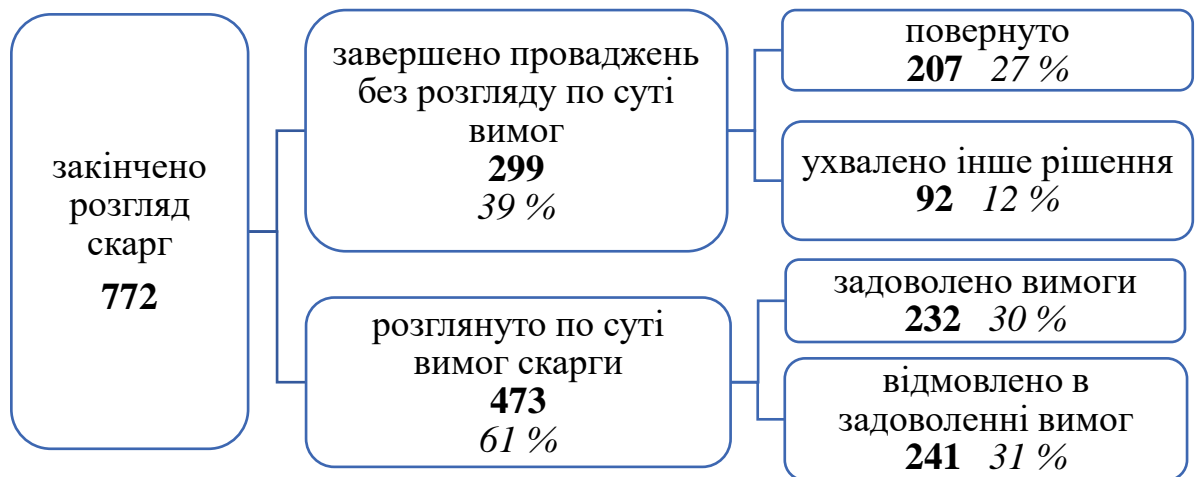 закінчено
розгляд
скарг
772
завершено проваджень
без розгляду по суті
вимог
299
39 %
повернуто
207 27 %
ухвалено інше рішення
92 12 %
розглянуто по суті
вимог скарги
473
61 %
задоволено вимоги
232 30 %
відмовлено в
задоволенні вимог
241 31 %